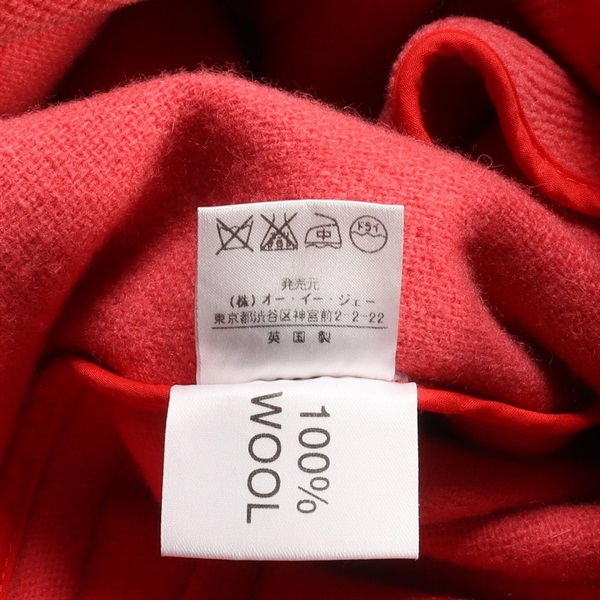 中 ドライ
発売元
(株)オー・イー・ジェー
東京都渋谷区神宮前2-2-22
英国製
100%
WOOL